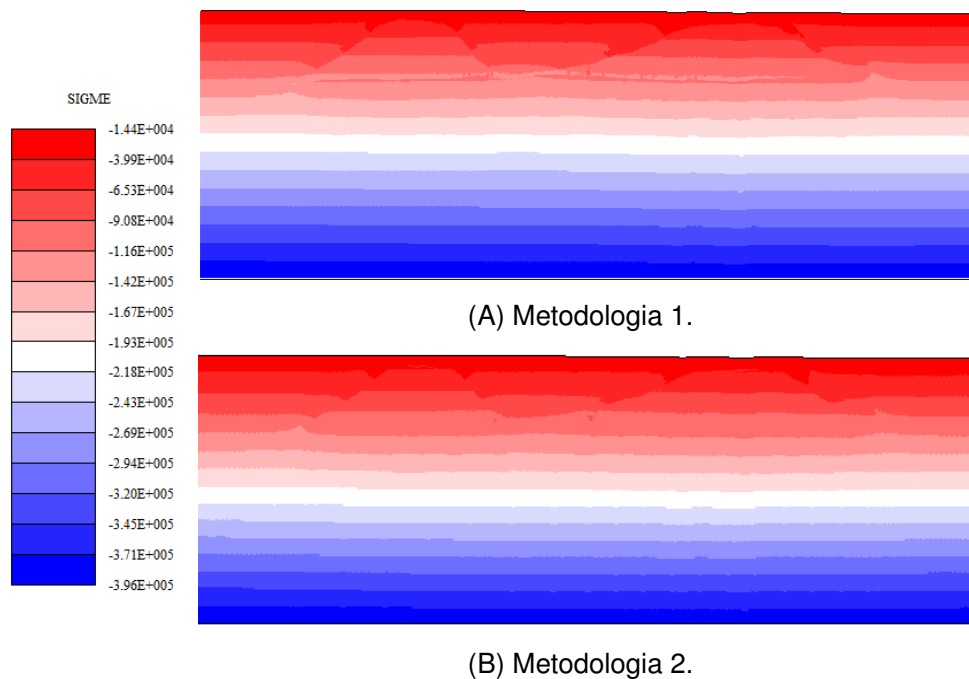 SIGME
-1.44E+004
-3.99E+004
-6.53E+004
-9.08E+004
-1.16E+005
-1.42E+005
-1.67E+005
-1.93E+005
-2.18E+005
-2.43E+005
-2.69E+005
-2.94E+005
-3.20E+005
-3.45E+005
-3.71E+005
-3.96E+005
(A) Metodologia 1.
(B) Metodologia 2.